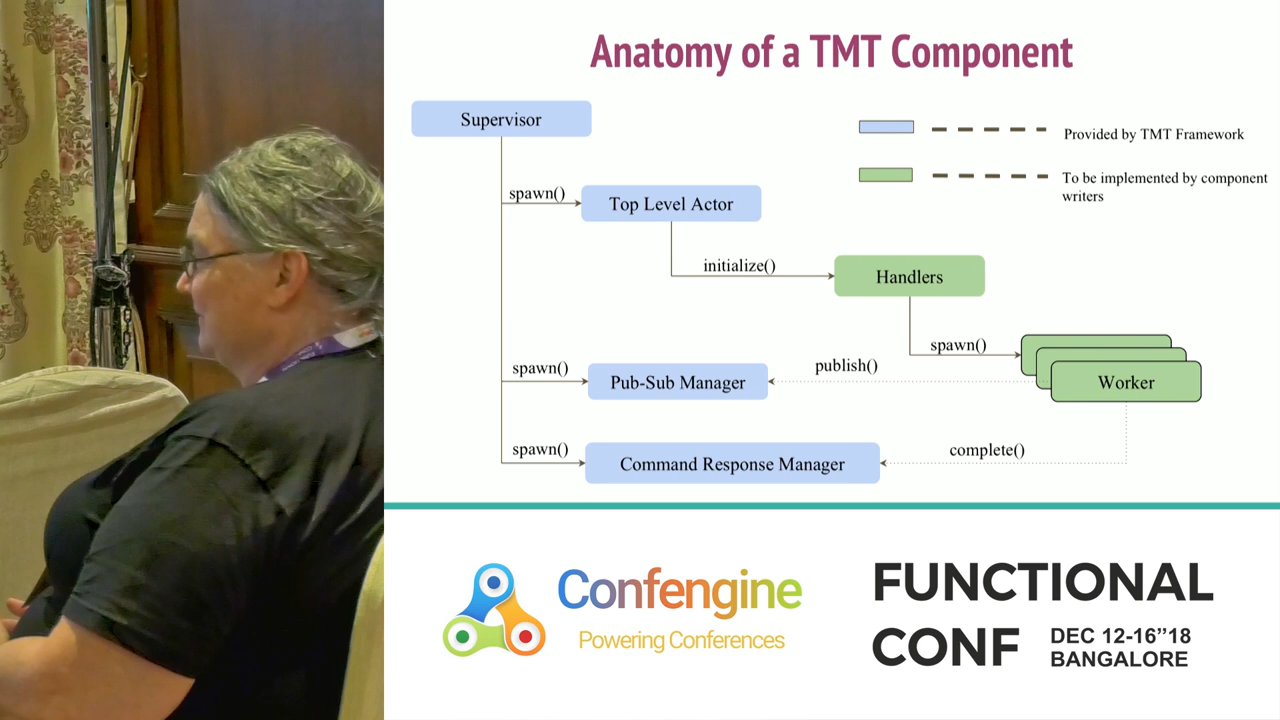 Anatomy of a TMT Component
Supervisor
Provided by TMT Framework
To be implemented by component
writers
spawn()
Top Level Actor
initialize()
Handlers
spawn()
spawn()
publish()
Pub-Sub Manager
Worker
spawn()
complete()
Command Response Manager
Confengine
Powering Conferences
FUNCTIONAL
CONF
DEC 12-16”18
BANGALORE